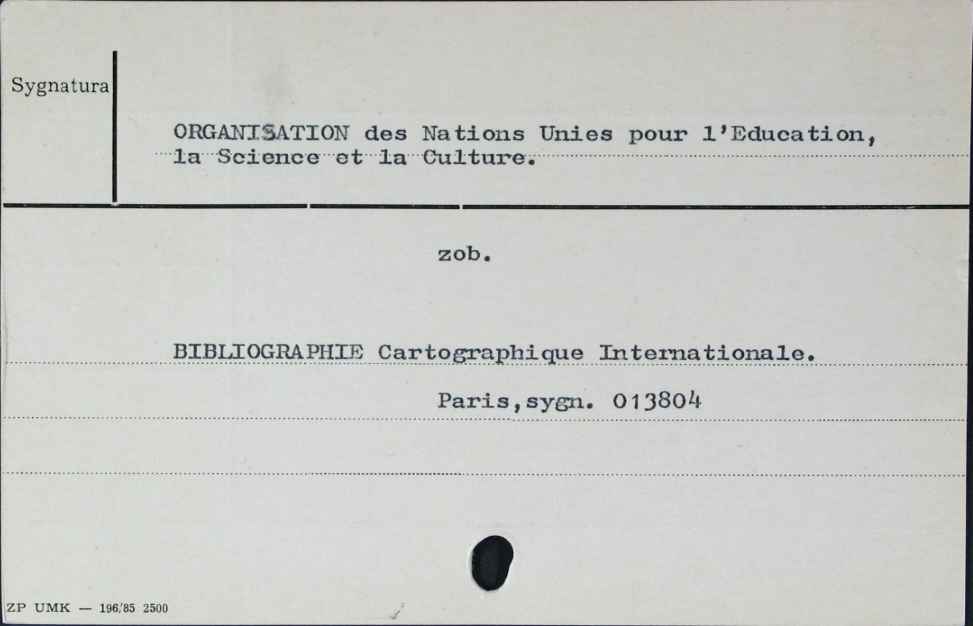 Sygnatura
ORGANISATION des Nations Unies pour l'Education,
la Science et la Culture.
zob.
BIBLIOGRAPHIE Cartographique Internationale.
Paris,sygn. 013804
ZP UMK — 196/85 2500